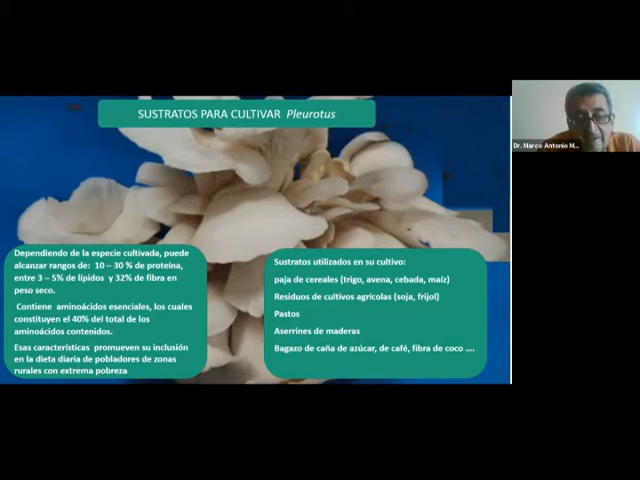 SUSTRATOS PARA CULTIVAR Pleurotus
Dr. Marco Antonio M...
Dependiendo de la especie cultivada, puede
alcanzar rangos de: 10 – 30 % de proteína,
entre 3 – 5% de lípidos y 32% de fibra en
peso seco.
Contiene aminoácidos esenciales, los cuales
constituyen el 40% del total de los
aminoácidos contenidos.
Esas características promueven su inclusión
en la dieta diaria de pobladores de zonas
rurales con extrema pobreza
Sustratos utilizados en su cultivo:
paja de cereales (trigo, avena, cebada, maíz)
Residuos de cultivos agrícolas (soja, frijol)
Pastos
Aserrines de maderas
Bagazo de caña de azúcar, de café, fibra de coco ....